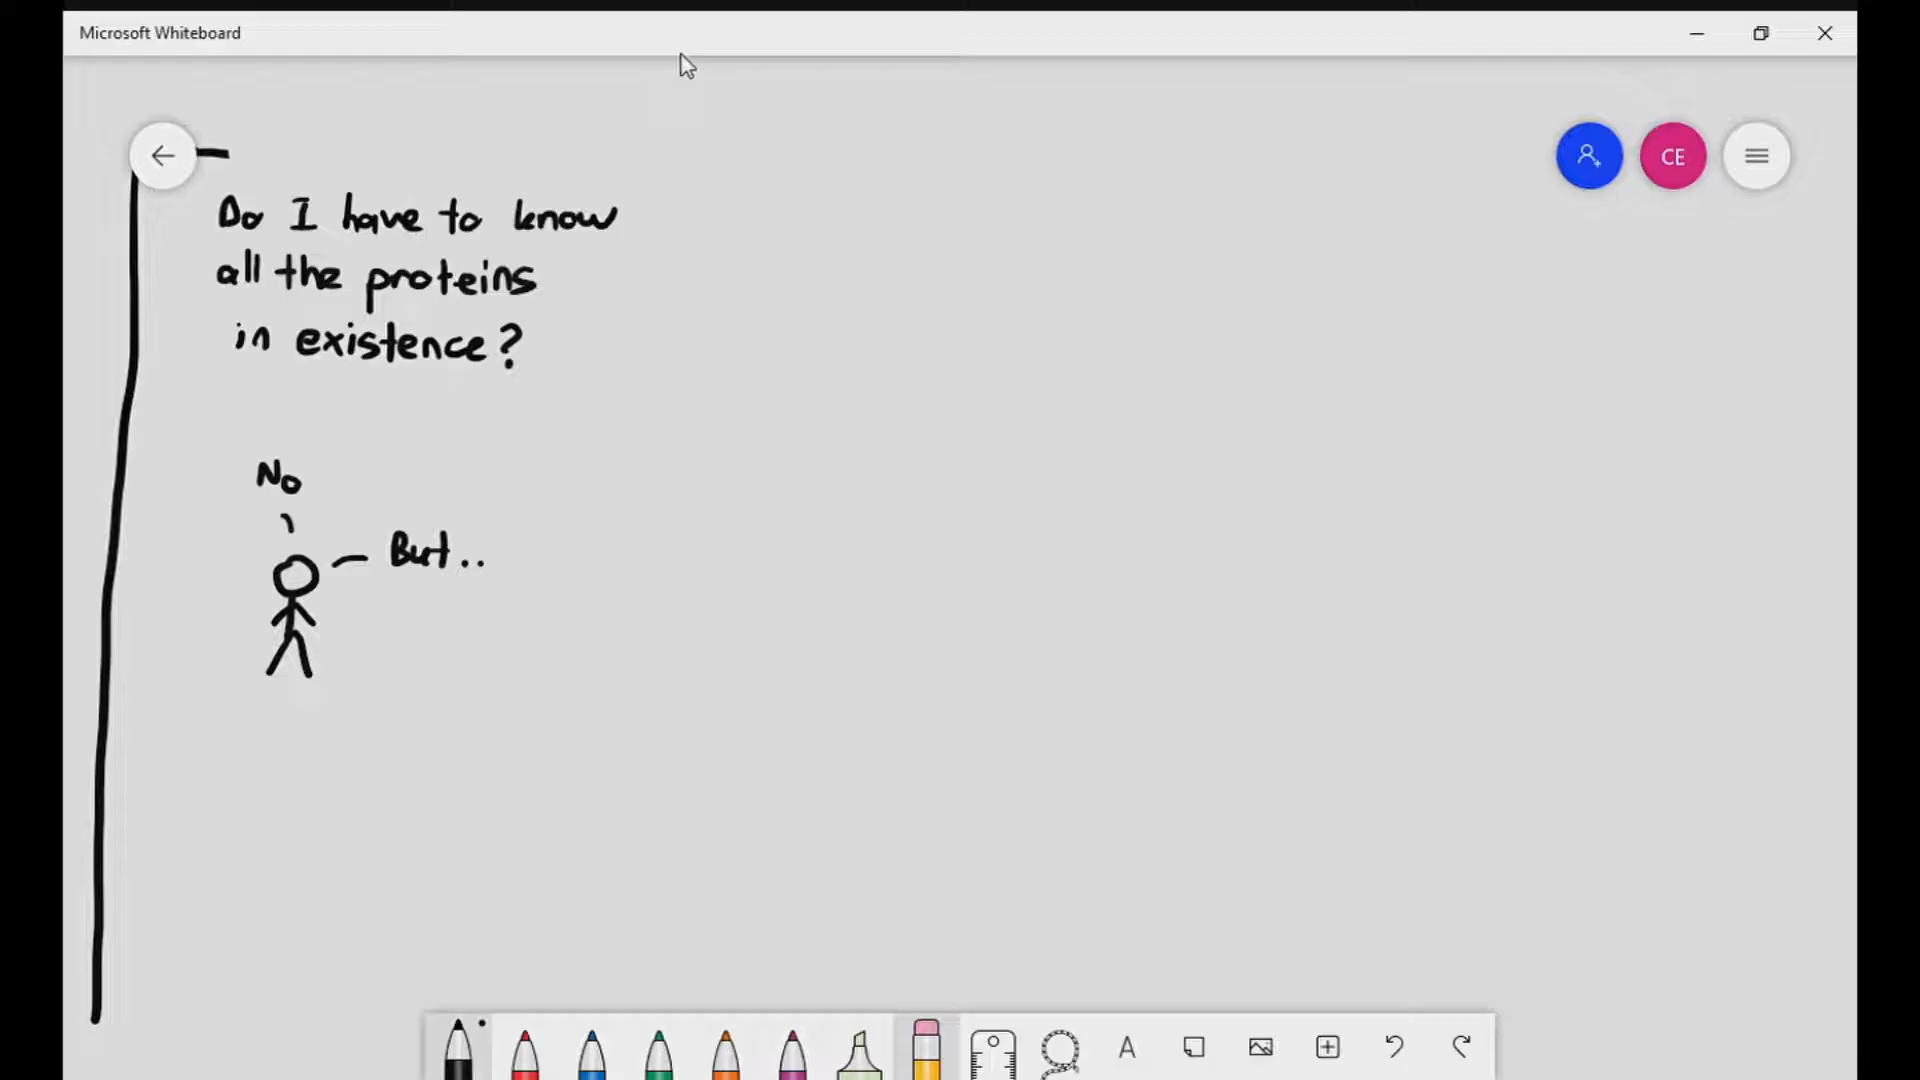 Microsoft Whiteboard
CE
Do I have to know
all the proteins
in existence?
No
But..
A